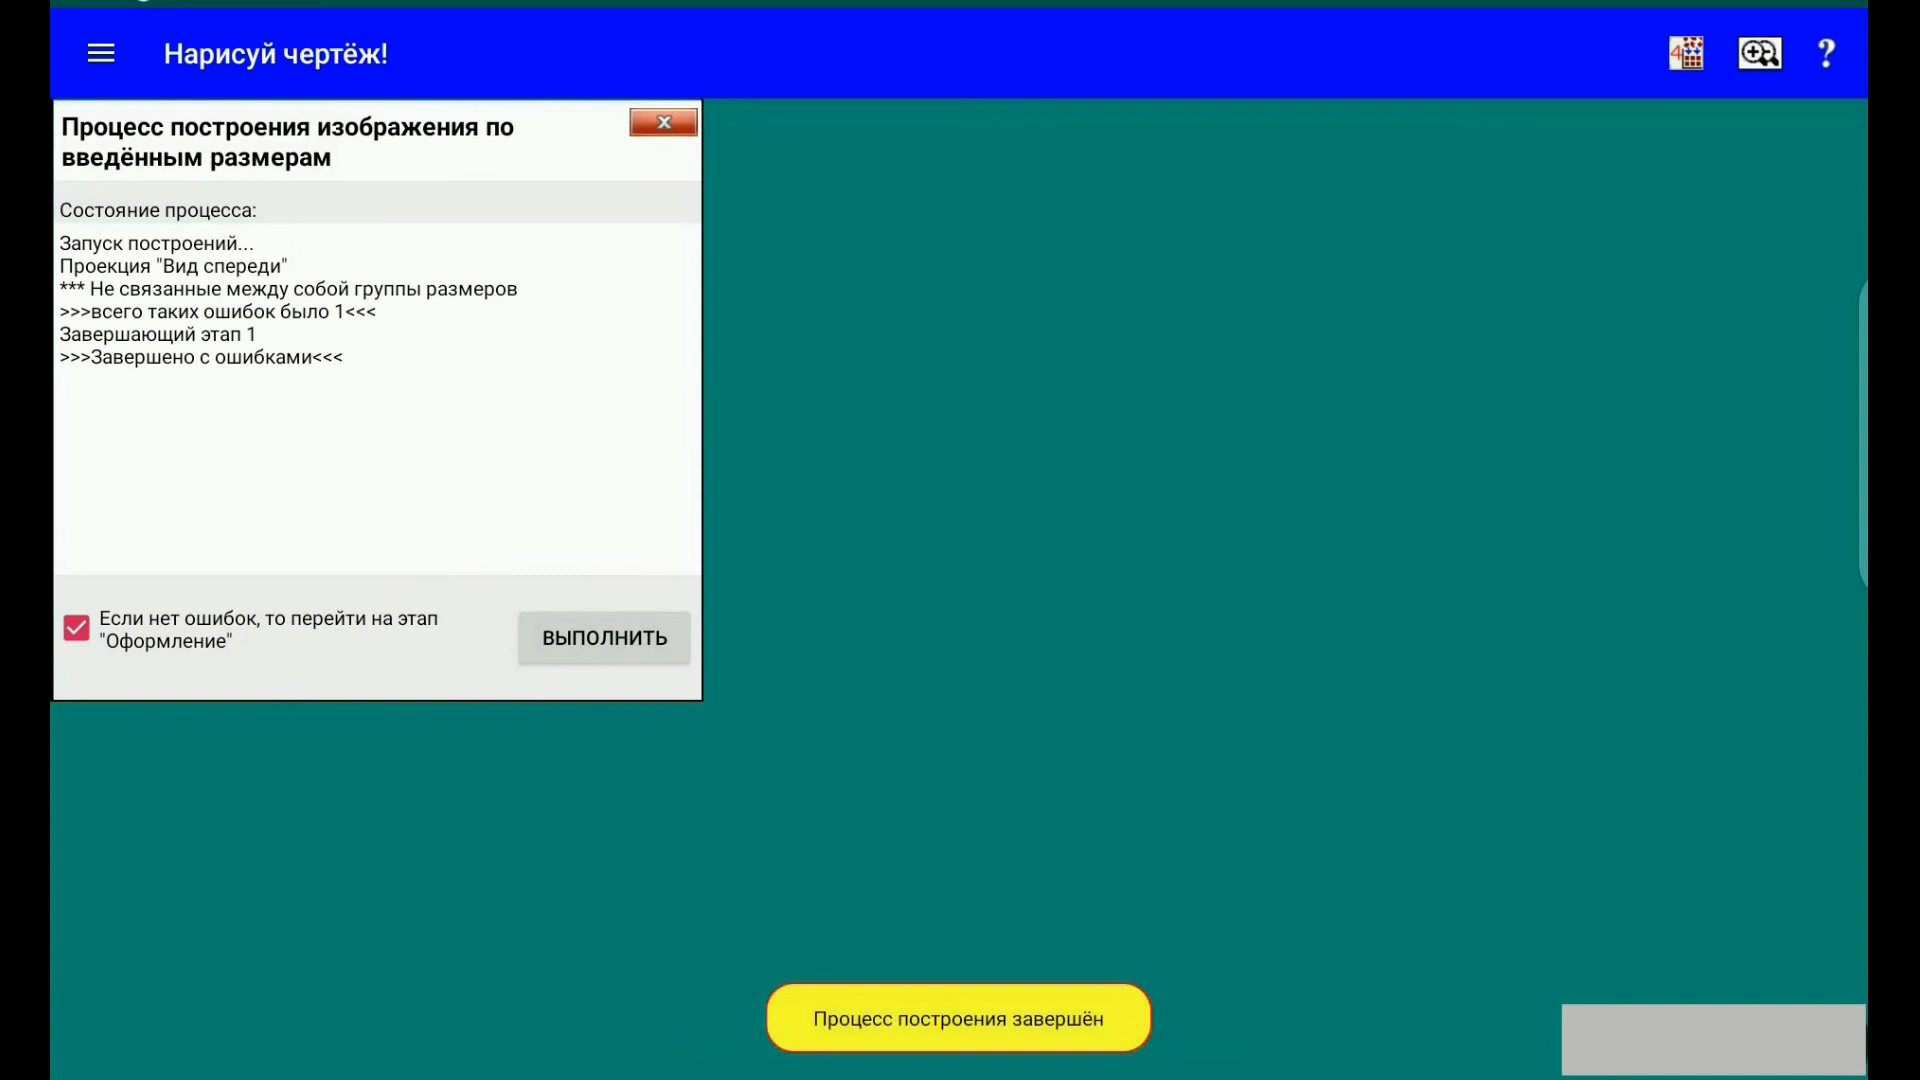 Нарисуй чертёж!
4
?
Процесс построения изображения по
введённым размерам
x
Состояние процесса:
Запуск построений...
Проекция "Вид спереди"
*** Не связанные между собой группы размеров
>>>всего таких ошибок было 1<<<
Завершающий этап 1
>>>Завершено с ошибками<<<
Если нет ошибок, то перейти на этап
"Оформление"
ВЫПОЛНИТЬ
Процесс построения завершён